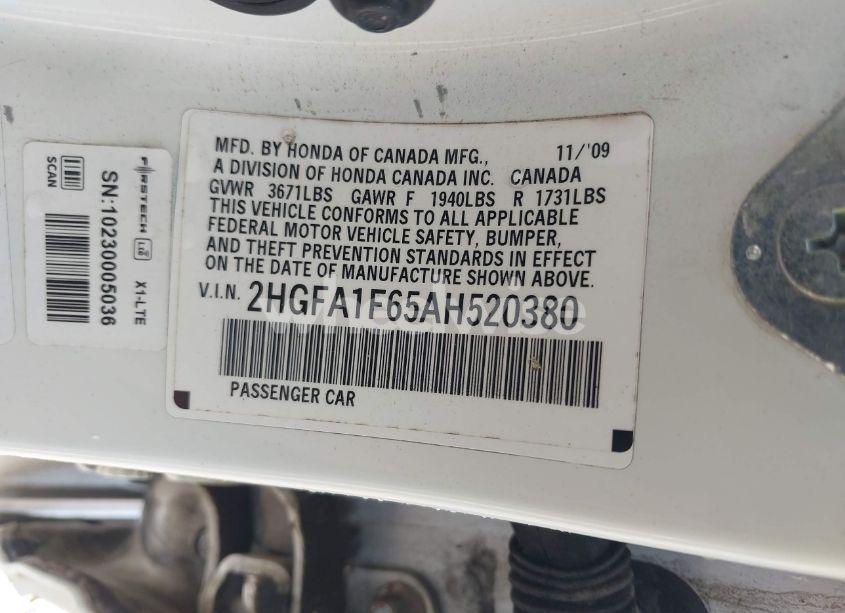 MFD. BY HONDA OF CANADA MFG., 11/'09
A DIVISION OF HONDA CANADA INC. CANADA
GVWR 3671LBS GAWR F 1940LBS R 1731LBS
THIS VEHICLE CONFORMS TO ALL APPLICABLE
FEDERAL MOTOR VEHICLE SAFETY, BUMPER,
AND THEFT PREVENTION STANDARDS IN EFFECT
ON THE DATE OF MANUFACTURE SHOWN ABOVE.
V.I.N. 2HGFA1F65AH520380
PASSENGER CAR
FIRSTECH
X1-LTE
SN:10230005036
SCAN